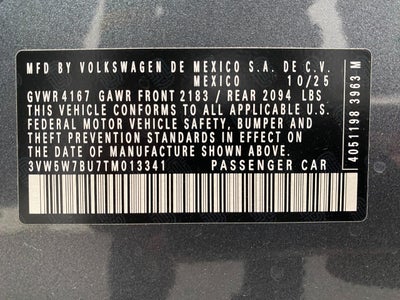 MFD BY VOLKSWAGEN DE MEXICO S.A. DE C.V.
MEXICO 10/25
GVWR 4167 GAWR FRONT 2183 / REAR 2094 LBS
THIS VEHICLE CONFORMS TO ALL APPLICABLE U.S.
FEDERAL MOTOR VEHICLE SAFETY, BUMPER AND
THEFT PREVENTION STANDARDS IN EFFECT ON
THE DATE OF MANUFACTURE SHOWN ABOVE.
3VW5W7BU7TM013341 PASSENGER CAR
4051198 3963 M